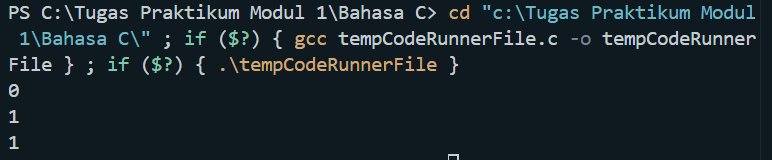 PS C:\Tugas Praktikum Modul 1\Bahasa C> cd "c:\Tugas Praktikum Modul
 1\Bahasa C\" ; if ($?) { gcc tempCodeRunnerFile.c -o tempCodeRunner
File } ; if ($?) { .\tempCodeRunnerFile }
0
1
1